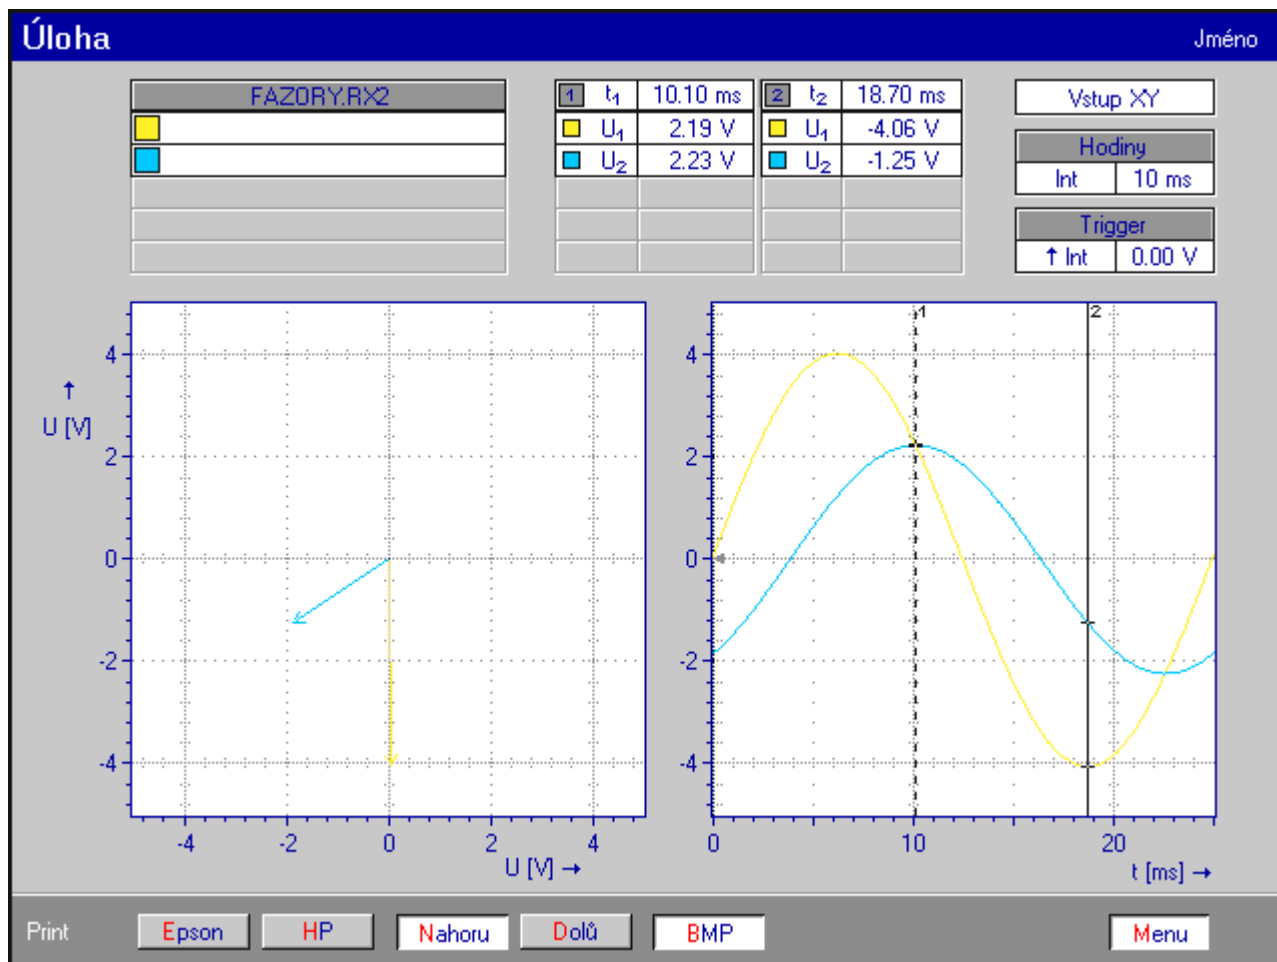 Úloha Jméno
FAZORY.RX2 1 t1 10.10 ms 2 t2 18.70 ms Vstup XY
U1 2.19 V U1 -4.06 V
U2 2.23 V U2 -1.25 V
Hodiny
Int 10 ms
Trigger
↑ Int 0.00 V
1 2
4 4
↑
U [V]
2 2
0 0
-2 -2
-4 -4
-4 -2 0 2 4 0 10 20
U [V] → t [ms] →
Print Epson HP Nahoru Dolů BMP Menu